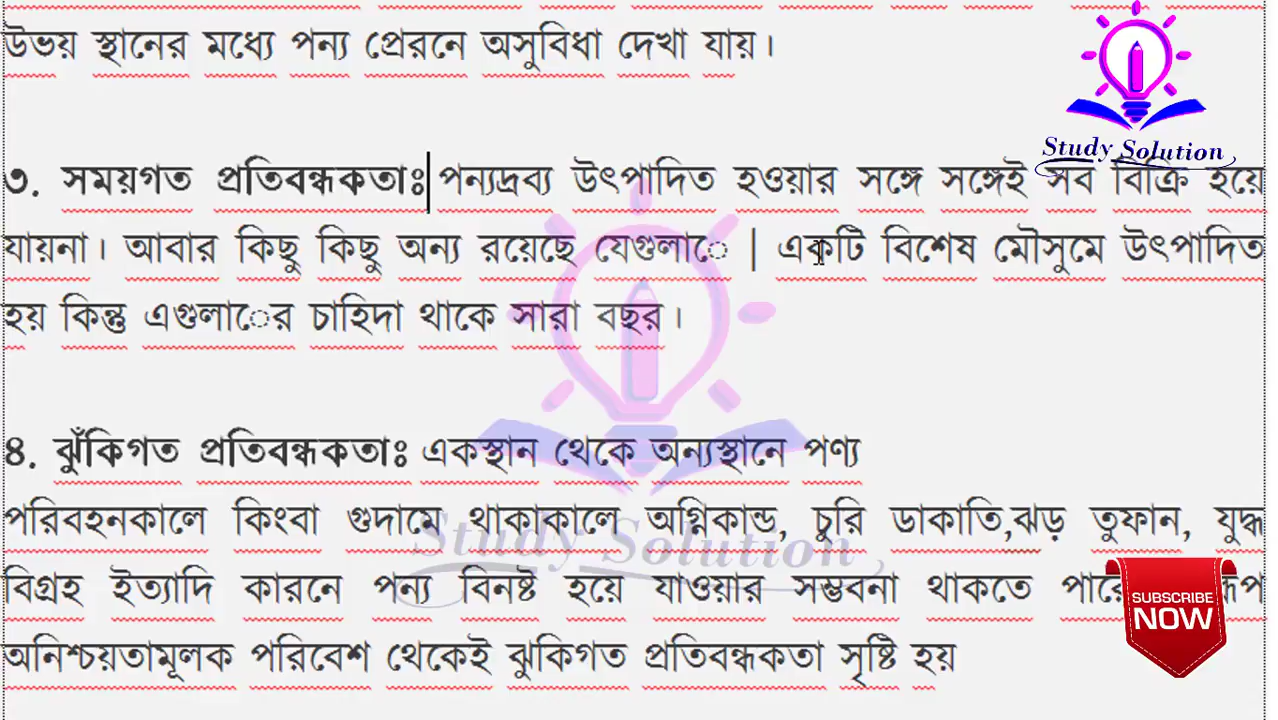 উভয় স্থানের মধ্যে পন্য প্রেরনে অসুবিধা দেখা যায়।
Study Solution
৩. সময়গত প্রতিবন্ধকতাঃ পন্যদ্রব্য উৎপাদিত হওয়ার সঙ্গে সঙ্গেই সব বিক্রি হয়ে
যায়না। আবার কিছু কিছু অন্য রয়েছে যেগুলাে | একটি বিশেষ মৌসুমে উৎপাদিত
হয় কিন্তু এগুলাের চাহিদা থাকে সারা বছর।
৪. ঝুঁকিগত প্রতিবন্ধকতাঃ একস্থান থেকে অন্যস্থানে পণ্য
পরিবহনকালে কিংবা গুদামে থাকাকালে অগ্নিকান্ড, চুরি ডাকাতি,ঝড় তুফান, যুদ্ধ
Study Solution
বিগ্রহ ইত্যাদি কারনে পন্য বিনষ্ট হয়ে যাওয়ার সম্ভবনা থাকতে
SUBSCRIBE
NOW
অনিশ্চয়তামূলক পরিবেশ থেকেই ঝুকিগত প্রতিবন্ধকতা সৃষ্টি হয়